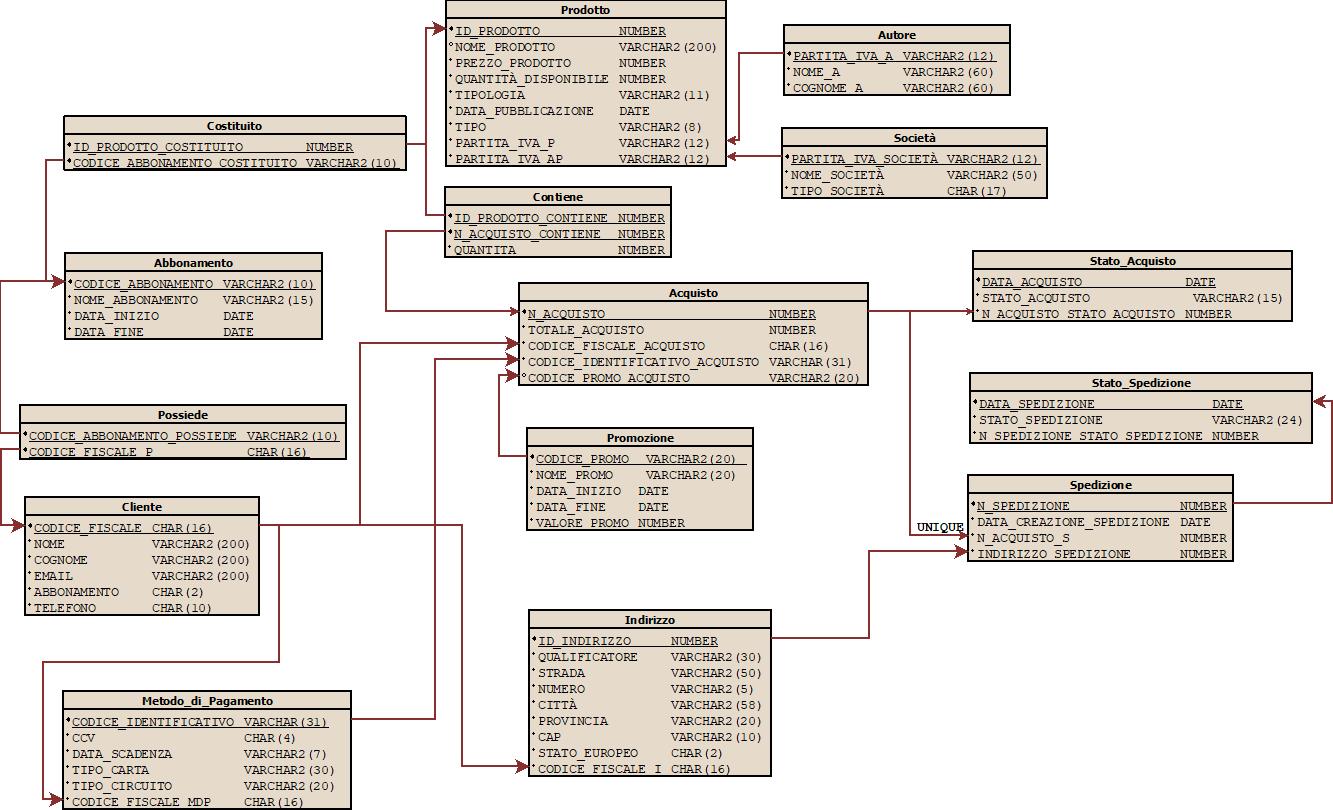 Prodotto
ID_PRODOTTO NUMBER
NOME_PRODOTTO VARCHAR2(200)
PREZZO_PRODOTTO NUMBER
QUANTITÀ_DISPONIBILE NUMBER
TIPOLOGIA VARCHAR2(11)
DATA_PUBBLICAZIONE DATE
TIPO VARCHAR2(8)
PARTITA_IVA_P VARCHAR2(12)
PARTITA_IVA_AP VARCHAR2(12)
Autore
PARTITA_IVA_A VARCHAR2(12)
NOME_A VARCHAR2(60)
COGNOME_A VARCHAR2(60)
Costituito
ID_PRODOTTO_COSTITUITO NUMBER
CODICE_ABBONAMENTO_COSTITUITO VARCHAR2(10)
Società
PARTITA_IVA_SOCIETÀ VARCHAR2(12)
NOME_SOCIETÀ VARCHAR2(50)
TIPO_SOCIETÀ CHAR(17)
Contiene
ID_PRODOTTO_CONTIENE NUMBER
N_ACQUISTO_CONTIENE NUMBER
QUANTITA NUMBER
Abbonamento
CODICE_ABBONAMENTO VARCHAR2(10)
NOME_ABBONAMENTO VARCHAR2(15)
DATA_INIZIO DATE
DATA_FINE DATE
Acquisto
N_ACQUISTO NUMBER
TOTALE_ACQUISTO NUMBER
CODICE_FISCALE_ACQUISTO CHAR(16)
CODICE_IDENTIFICATIVO_ACQUISTO VARCHAR(31)
CODICE_PROMO_ACQUISTO VARCHAR2(20)
Stato_Acquisto
DATA_ACQUISTO DATE
STATO_ACQUISTO VARCHAR2(15)
N_ACQUISTO_STATO_ACQUISTO NUMBER
Stato_Spedizione
DATA_SPEDIZIONE DATE
STATO_SPEDIZIONE VARCHAR2(24)
N_SPEDIZIONE_STATO_SPEDIZIONE NUMBER
Possiede
CODICE_ABBONAMENTO_POSSIEDE VARCHAR2(10)
CODICE_FISCALE_P CHAR(16)
Promozione
CODICE_PROMO VARCHAR2(20)
NOME_PROMO VARCHAR2(20)
DATA_INIZIO DATE
DATA_FINE DATE
VALORE_PROMO NUMBER
Spedizione
N_SPEDIZIONE NUMBER
DATA_CREAZIONE_SPEDIZIONE DATE
N_ACQUISTO_S NUMBER
INDIRIZZO_SPEDIZIONE NUMBER
UNIQUE
Cliente
CODICE_FISCALE CHAR(16)
NOME VARCHAR2(200)
COGNOME VARCHAR2(200)
EMAIL VARCHAR2(200)
ABBONAMENTO CHAR(2)
TELEFONO CHAR(10)
Indirizzo
ID_INDIRIZZO NUMBER
QUALIFICATORE VARCHAR2(30)
STRADA VARCHAR2(50)
NUMERO VARCHAR2(5)
CITTÀ VARCHAR2(58)
PROVINCIA VARCHAR2(20)
CAP VARCHAR2(10)
STATO_EUROPEO CHAR(2)
CODICE_FISCALE_I CHAR(16)
Metodo_di_Pagamento
CODICE_IDENTIFICATIVO VARCHAR(31)
CCV CHAR(4)
DATA_SCADENZA VARCHAR2(7)
TIPO_CARTA VARCHAR2(30)
TIPO_CIRCUITO VARCHAR2(20)
CODICE_FISCALE_MDP CHAR(16)